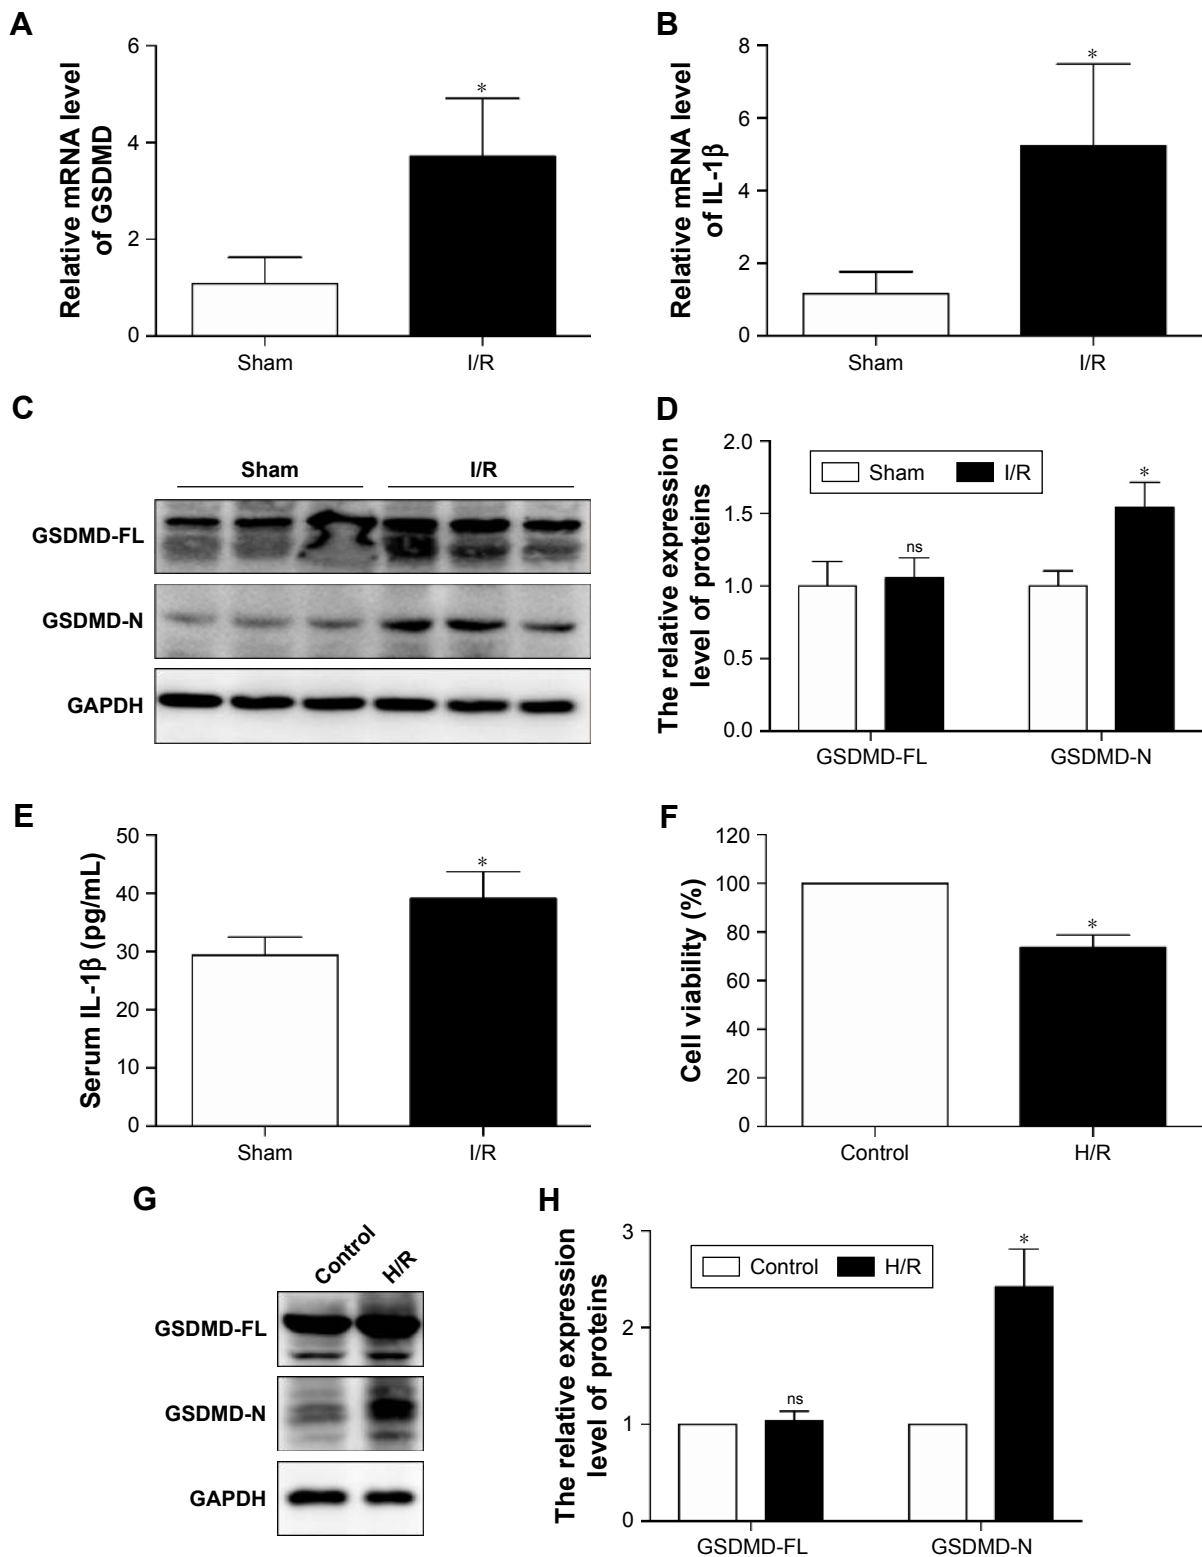 A
Relative mRNA level
of GSDMD
6
4
2
0
*
Sham
I/R
B
Relative mRNA level
of IL-1β
8
6
4
2
0
*
Sham
I/R
C
Sham
I/R
GSDMD-FL
GSDMD-N
GAPDH
D
The relative expression
level of proteins
2.0
1.5
1.0
0.5
0.0
Sham
I/R
ns
*
GSDMD-FL
GSDMD-N
E
Serum IL-1β (pg/mL)
50
40
30
20
10
0
*
Sham
I/R
F
Cell viability (%)
120
100
80
60
40
20
0
*
Control
H/R
G
Control
H/R
GSDMD-FL
GSDMD-N
GAPDH
H
The relative expression
level of proteins
3
2
1
0
Control
H/R
ns
*
GSDMD-FL
GSDMD-N